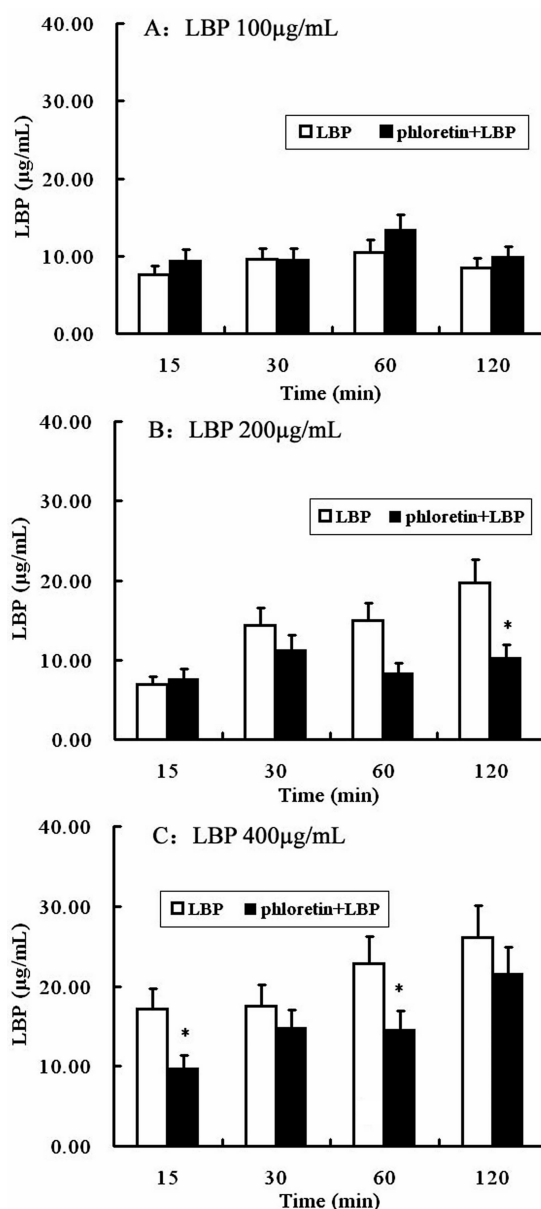 A: LBP 100µg/mL
40.00
30.00
20.00
10.00
0.00
LBP (µg/mL)
LBP phloretin+LBP
15 30 60 120
Time (min)
B: LBP 200µg/mL
40.00
30.00
20.00
10.00
0.00
LBP (µg/mL)
LBP phloretin+LBP
*
15 30 60 120
Time (min)
C: LBP 400µg/mL
40.00
30.00
20.00
10.00
0.00
LBP (µg/mL)
LBP phloretin+LBP
* *
15 30 60 120
Time (min)